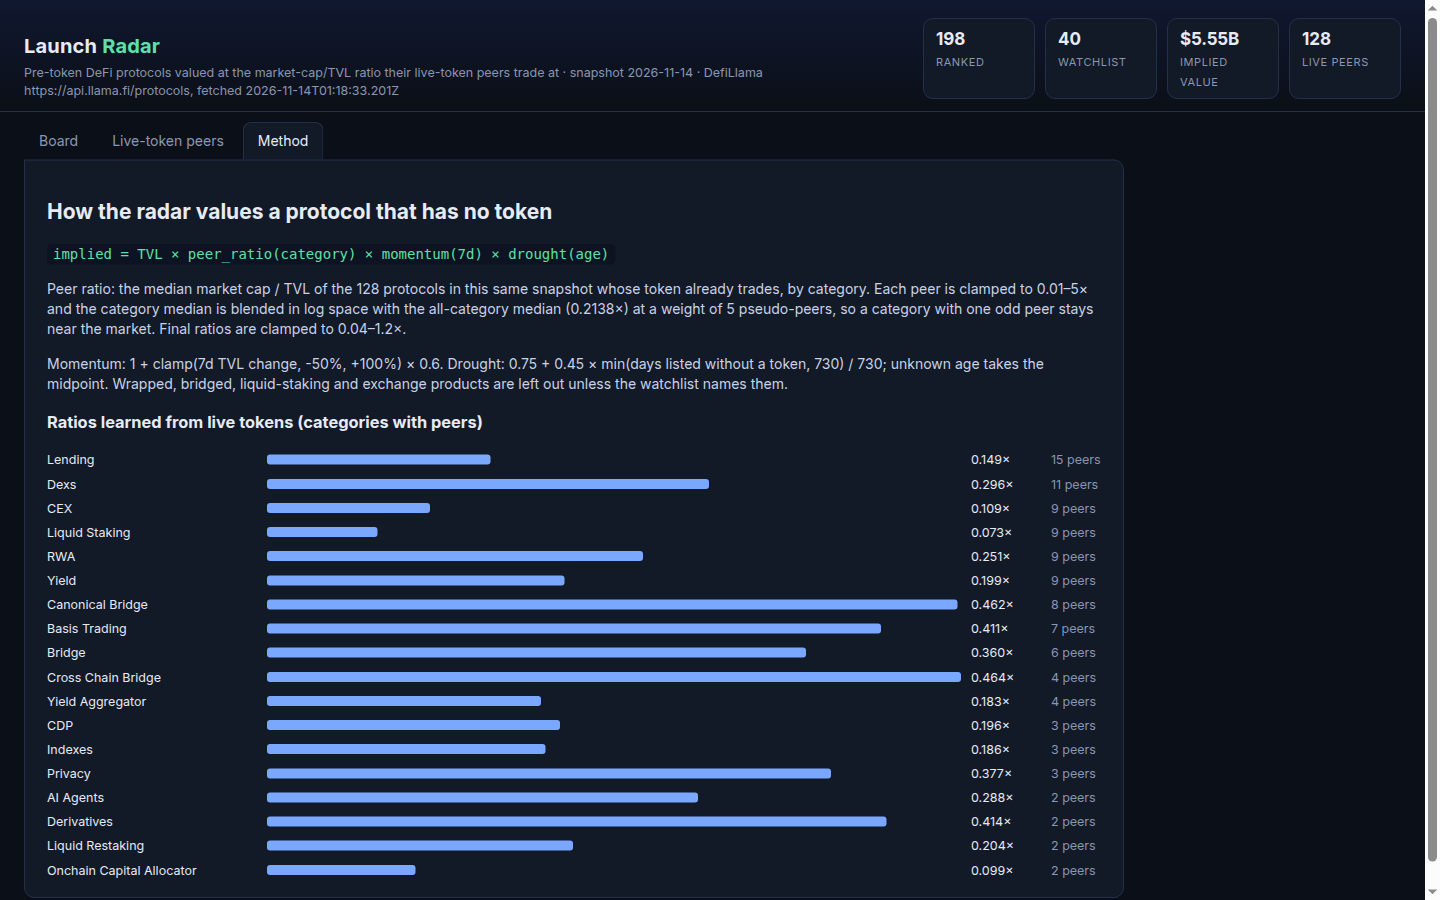 Launch Radar
Pre-token DeFi protocols valued at the market-cap/TVL ratio their live-token peers trade at · snapshot 2026-11-14 · DefiLlama
https://api.llama.fi/protocols, fetched 2026-11-14T01:18:33.201Z
198
RANKED
40
WATCHLIST
$5.55B
IMPLIED
VALUE
128
LIVE PEERS
Board
Live-token peers
Method
How the radar values a protocol that has no token
implied = TVL × peer_ratio(category) × momentum(7d) × drought(age)
Peer ratio: the median market cap / TVL of the 128 protocols in this same snapshot whose token already trades, by category. Each peer is clamped to 0.01–5×
and the category median is blended in log space with the all-category median (0.2138×) at a weight of 5 pseudo-peers, so a category with one odd peer stays
near the market. Final ratios are clamped to 0.04–1.2×.
Momentum: 1 + clamp(7d TVL change, -50%, +100%) × 0.6. Drought: 0.75 + 0.45 × min(days listed without a token, 730) / 730; unknown age takes the
midpoint. Wrapped, bridged, liquid-staking and exchange products are left out unless the watchlist names them.
Ratios learned from live tokens (categories with peers)
Lending 0.149× 15 peers
Dexs 0.296× 11 peers
CEX 0.109× 9 peers
Liquid Staking 0.073× 9 peers
RWA 0.251× 9 peers
Yield 0.199× 9 peers
Canonical Bridge 0.462× 8 peers
Basis Trading 0.411× 7 peers
Bridge 0.360× 6 peers
Cross Chain Bridge 0.464× 4 peers
Yield Aggregator 0.183× 4 peers
CDP 0.196× 3 peers
Indexes 0.186× 3 peers
Privacy 0.377× 3 peers
AI Agents 0.288× 2 peers
Derivatives 0.414× 2 peers
Liquid Restaking 0.204× 2 peers
Onchain Capital Allocator 0.099× 2 peers